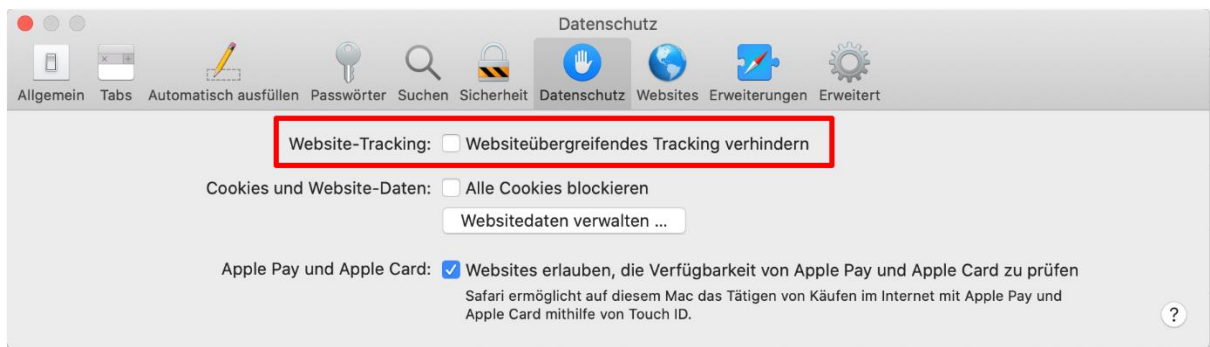 Datenschutz
Allgemein Tabs Automatisch ausfüllen Passwörter Suchen Sicherheit Datenschutz Websites Erweiterungen Erweitert
Website-Tracking: Websiteübergreifendes Tracking verhindern
Cookies und Website-Daten: Alle Cookies blockieren
Websitedaten verwalten ...
Apple Pay und Apple Card: Websites erlauben, die Verfügbarkeit von Apple Pay und Apple Card zu prüfen
Safari ermöglicht auf diesem Mac das Tätigen von Käufen im Internet mit Apple Pay und
Apple Card mithilfe von Touch ID.
?